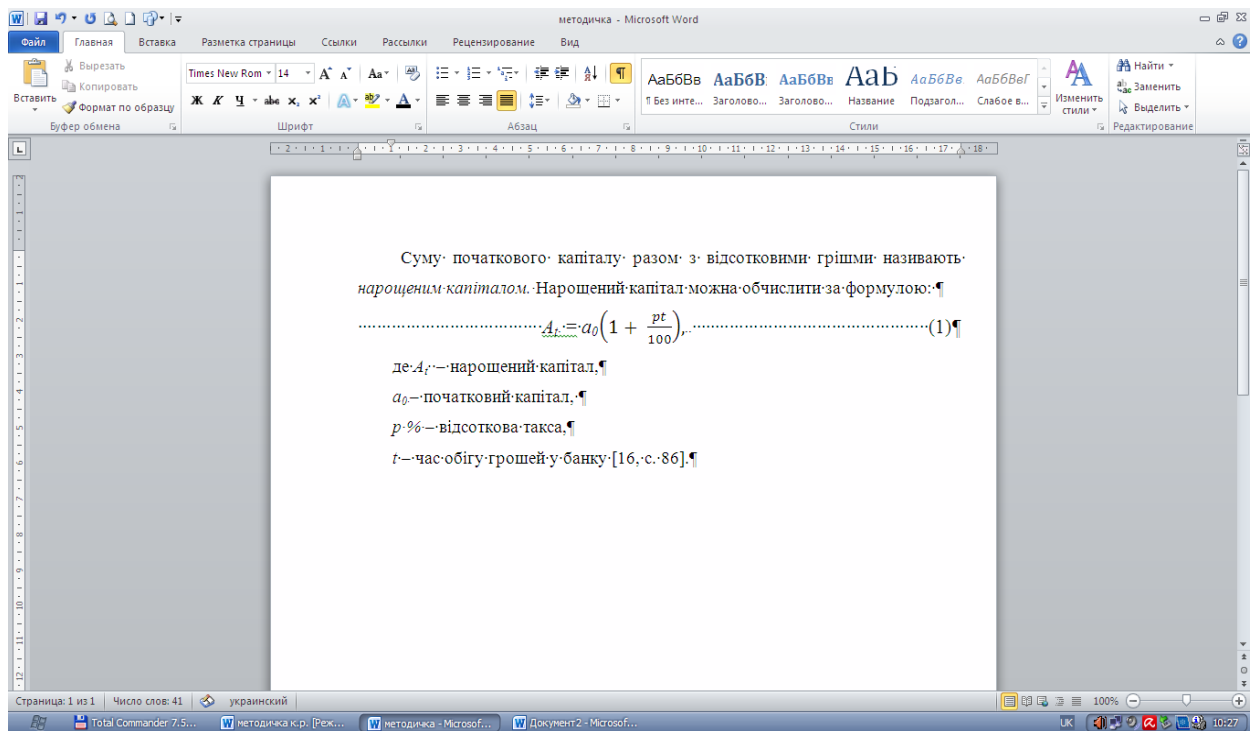 методичка - Microsoft Word
Файл Главная Вставка Разметка страницы Ссылки Рассылки Рецензирование Вид
Вставить
Вырезать
Копировать
Формат по образцу
Буфер обмена
Times New Rom 14
Ж К Ч abc x₂ x²
Шрифт
Абзац
АаБбВв АаБбВ АаБбВв АаЬ АаБбВв АаБбВвГ
¶ Без инте... Заголово... Заголово... Название Подзагол... Слабое в...
Изменить стили
Стили
Найти
Заменить
Выделить
Редактирование
Суму початкового капіталу разом з відсотковими грішми називають
нарощеним капіталом. Нарощений капітал можна обчислити за формулою: ¶
Aₜ = a₀(1 + pt/100), (1)¶
де Aₜ – нарощений капітал,¶
a₀ – початковий капітал, ¶
p % – відсоткова такса,¶
t – час обігу грошей у банку [16, с. 86].¶
Страница: 1 из 1 Число слов: 41 украинский 100%
Total Commander 7.5... методичка к.р. [Реж... методичка - Microsof... Документ2 - Microsof... UK 10:27